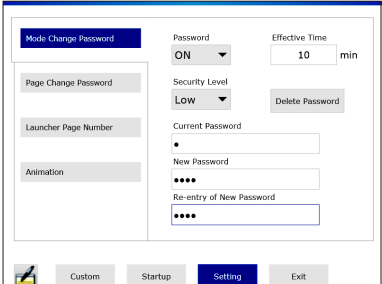 Mode Change Password
Page Change Password
Launcher Page Number
Animation
Password
ON
Effective Time
10 min
Security Level
Low
Delete Password
Current Password
•
New Password
••••
Re-entry of New Password
••••
Custom
Startup
Setting
Exit